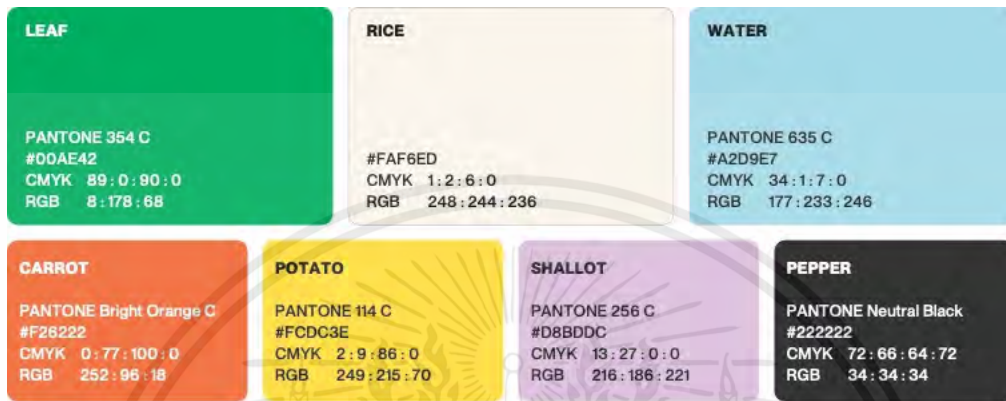 LEAF
PANTONE 354 C
#00AE42
CMYK 89:0:90:0
RGB 8:178:68
RICE
#FAF6ED
CMYK 1:2:6:0
RGB 248:244:236
WATER
PANTONE 635 C
#A2D9E7
CMYK 34:1:7:0
RGB 177:233:246
CARROT
PANTONE Bright Orange C
#F26222
CMYK 0:77:100:0
RGB 252:96:18
POTATO
PANTONE 114 C
#FCDC3E
CMYK 2:9:86:0
RGB 249:215:70
SHALLOT
PANTONE 256 C
#D8BDDC
CMYK 13:27:0:0
RGB 216:186:221
PEPPER
PANTONE Neutral Black
#222222
CMYK 72:66:64:72
RGB 34:34:34